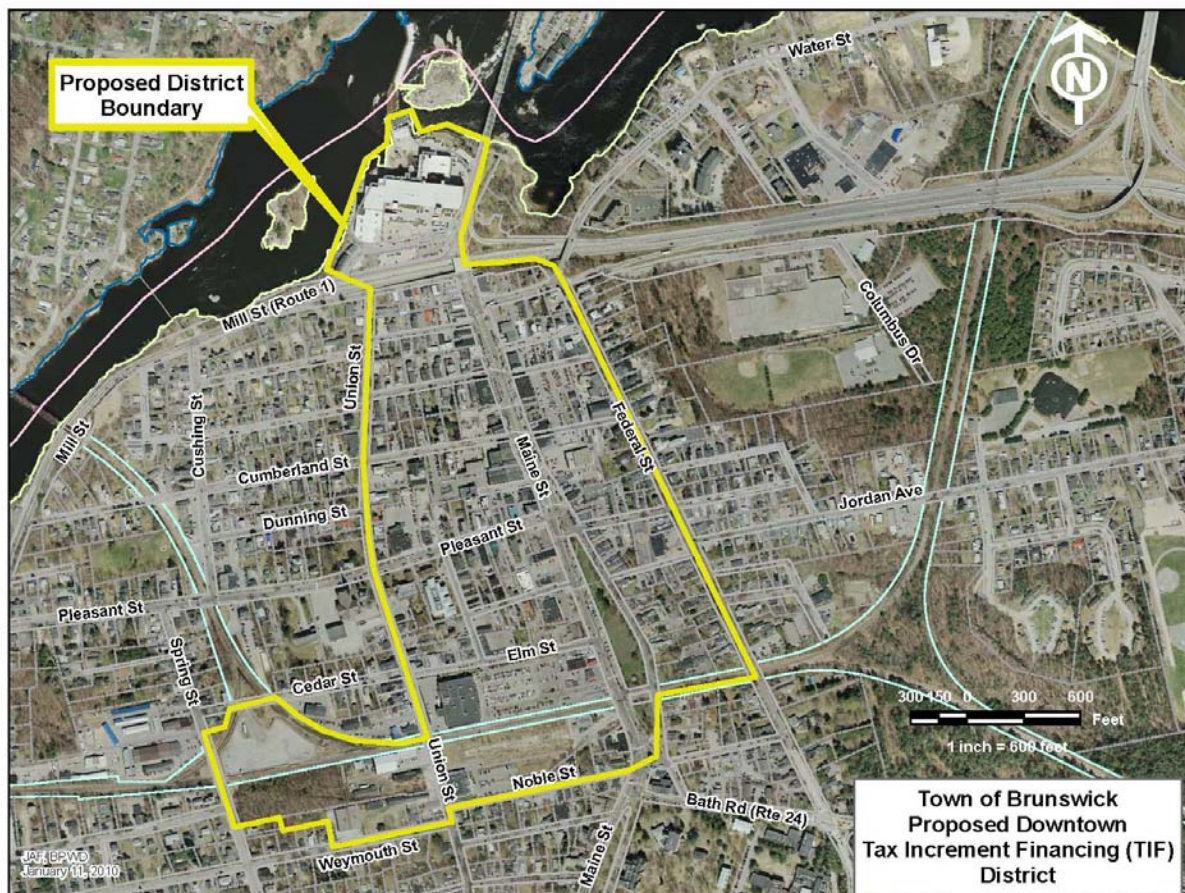 Water St
Proposed District
Boundary
N
Mill St (Route 1)
Columbus Dr
Union St
Federal St
Maine St
Cushing St
Mill St
Cumberland St
Dunning St
Jordan Ave
Pleasant St
Pleasant St
Elm St
Spring St
Cedar St
300 150 0 300 600
Feet
1 inch = 600 feet
Union St
Noble St
Bath Rd (Rte 24)
Maine St
Weymouth St
Town of Brunswick
Proposed Downtown
Tax Increment Financing (TIF)
District
JAF, BPWD
January 11, 2010